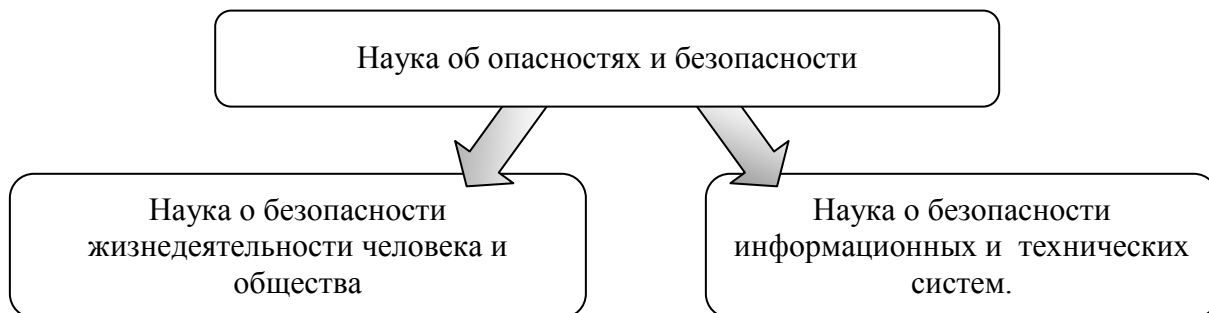 Наука об опасностях и безопасности
Наука о безопасности
жизнедеятельности человека и
общества
Наука о безопасности
информационных и технических
систем.